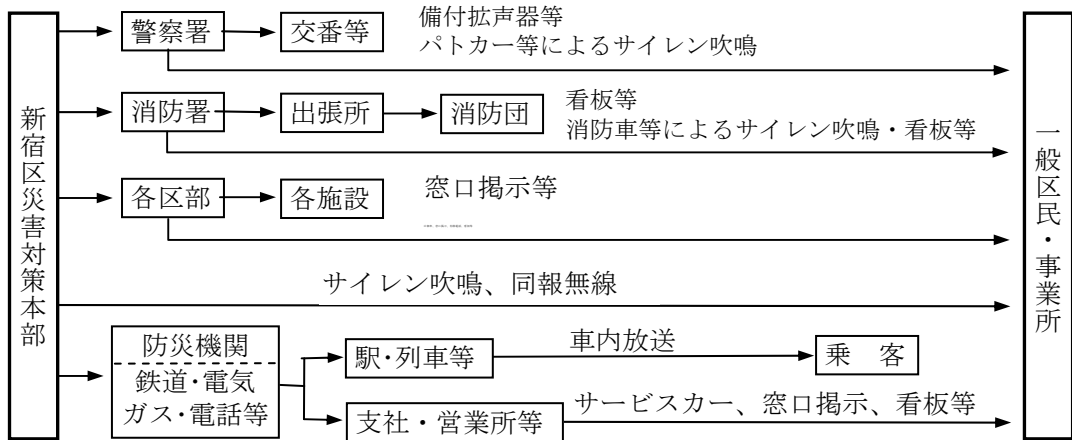 新宿区災害対策本部
警察署
交番等
備付拡声器等
パトカー等によるサイレン吹鳴
消防署
出張所
消防団
看板等
消防車等によるサイレン吹鳴・看板等
各区部
各施設
窓口掲示等
サイレン吹鳴、同報無線
防災機関
鉄道・電気
ガス・電話等
駅・列車等
車内放送
乗 客
支社・営業所等
サービスカー、窓口掲示、看板等
一般区民・事業所